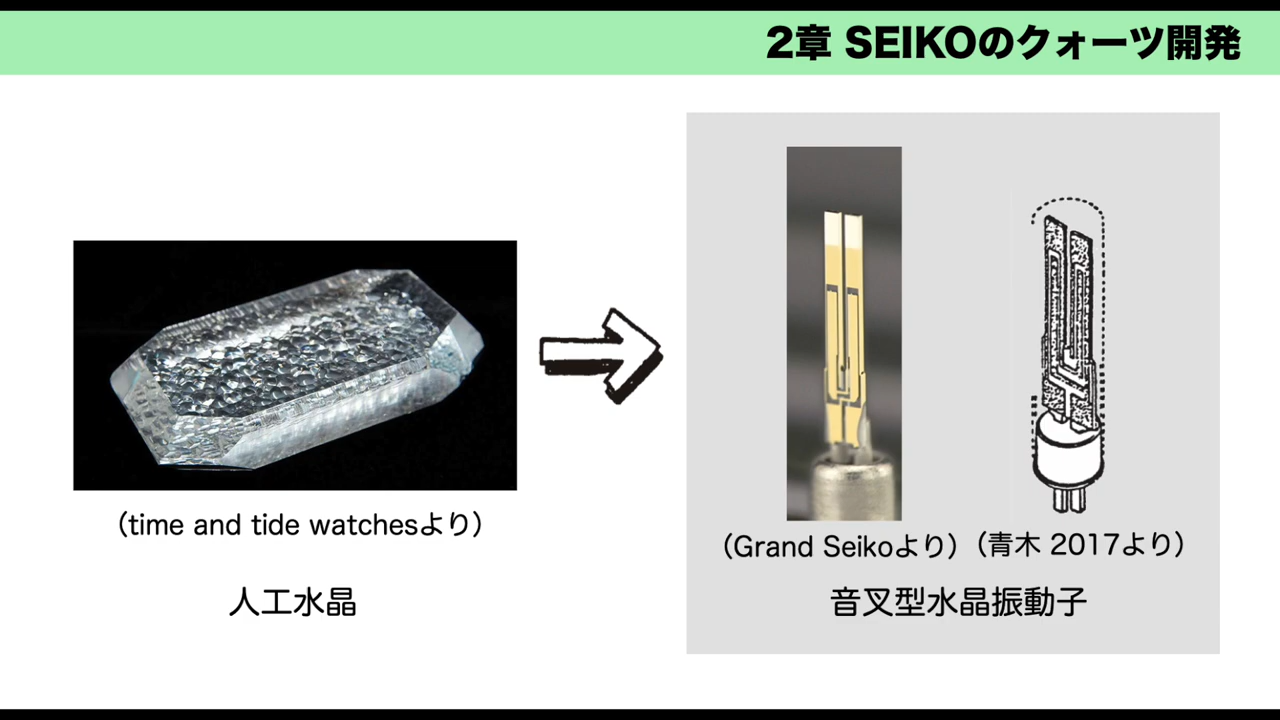 2章 SEIKOのクォーツ開発
（time and tide watchesより）
人工水晶
（Grand Seikoより）（青木 2017より）
音叉型水晶振動子